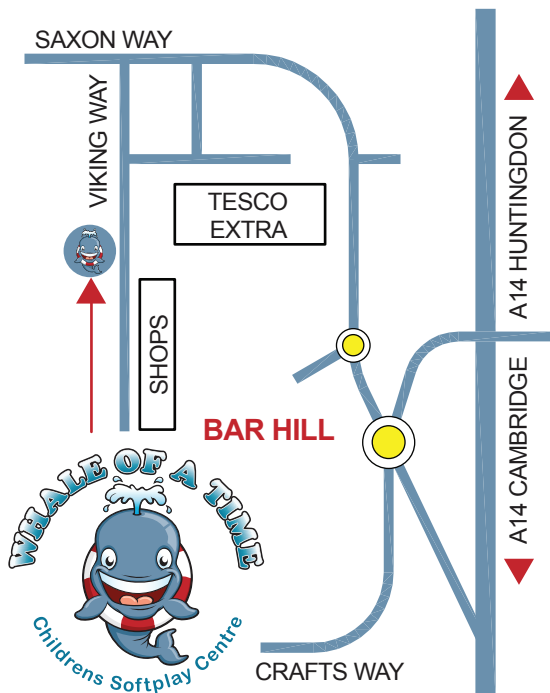 SAXON WAY
VIKING WAY
TESCO
EXTRA
A14 HUNTINGDON
SHOPS
A14 CAMBRIDGE
BAR HILL
WHALE OF A TIME
Childrens Softplay Centre
CRAFTS WAY